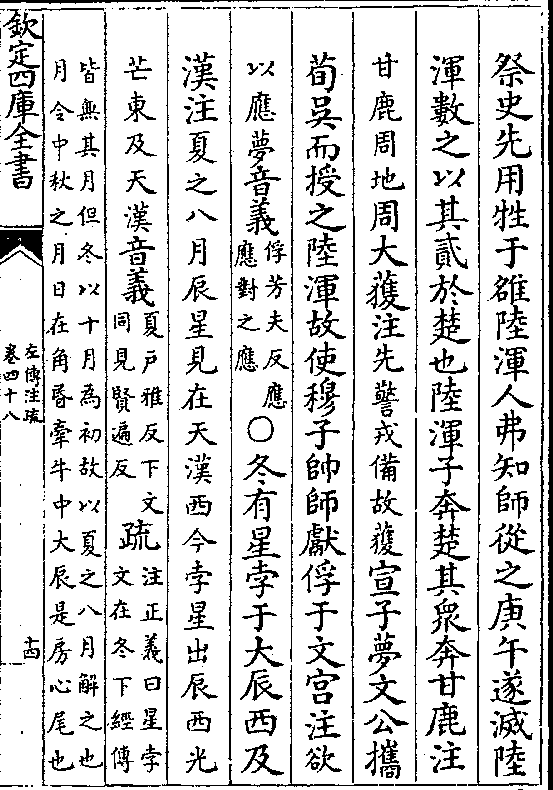 祭史先用牲于雒陸渾人弗知師從之庚午遂滅陸
渾數之以其貳於楚也陸渾子奔楚其衆奔甘鹿注
甘鹿周地周大獲注先警戎備故獲宣子夢文公攜
荀吳而授之陸渾故使穆子帥師獻俘于文宮注欲
以應夢音義俘芳夫反應
應對之應○冬有星孛于大辰西及
漢注夏之八月辰星見在天漢西今孛星出辰西光
芒東及天漢音義夏戸雅反下文
同見賢遍反疏注正義曰星孛
文在冬下經傳
皆無其月但冬以十月為初故以夏之八月解之也
月令中秋之月日在角昏牽牛中大辰是房心尾也
欽定四庫全書
左傳注疏
卷四十八
十四